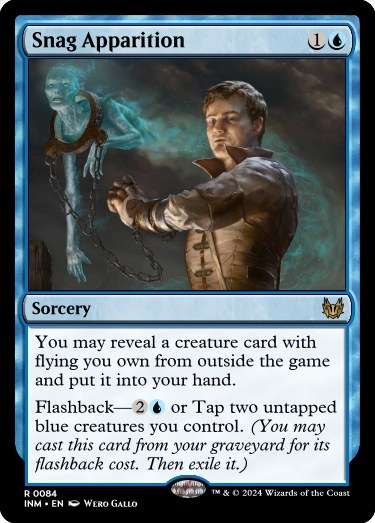 Snag Apparition 1
Sorcery
You may reveal a creature card with
flying you own from outside the game
and put it into your hand.
Flashback—2 or Tap two untapped
blue creatures you control. (You may
cast this card from your graveyard for its
flashback cost. Then exile it.)
R 0084
INM • EN Wero Gallo
™ & © 2024 Wizards of the Coast